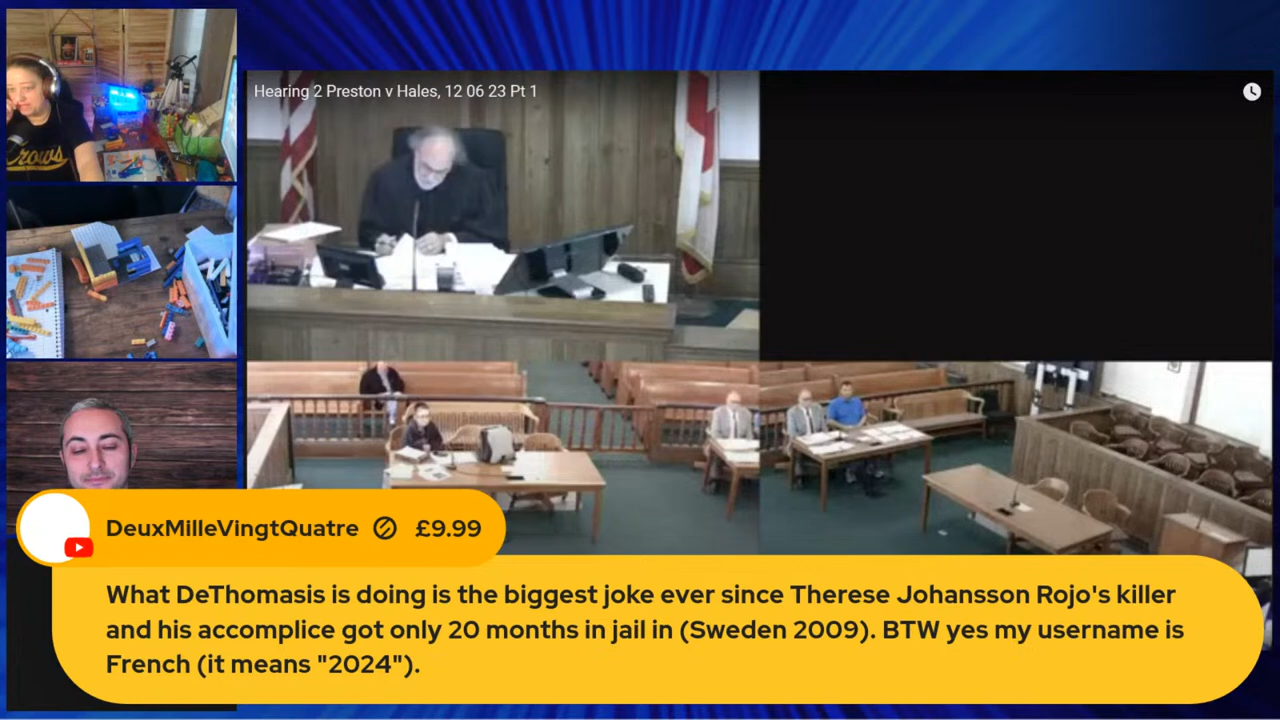 Hearing 2 Preston v Hales, 12 06 23 Pt 1
Crows
DeuxMilleVingtQuatre £9.99
What DeThomasis is doing is the biggest joke ever since Therese Johansson Rojo's killer
and his accomplice got only 20 months in jail in (Sweden 2009). BTW yes my username is
French (it means "2024").